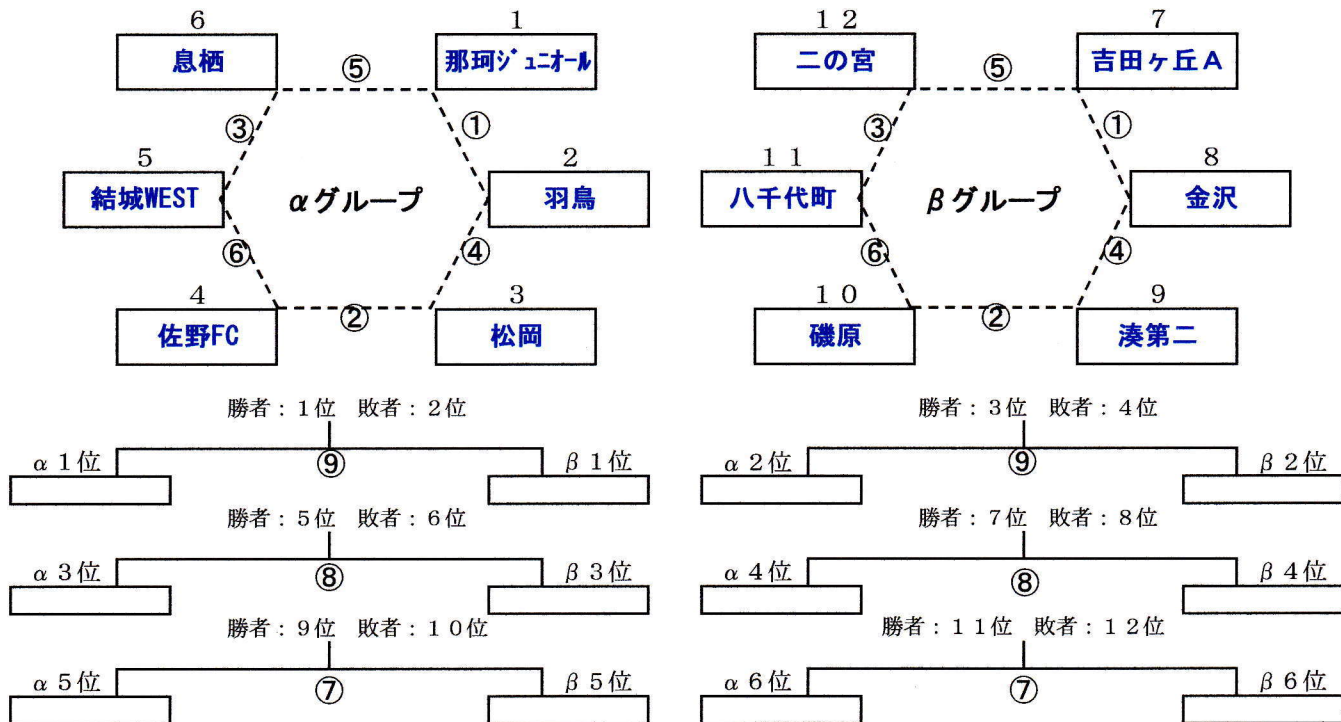 6 1 12 7
息栖 ⑤ 那珂ジュニオール 二の宮 ⑤ 吉田ヶ丘A
③ ① ③ ①
5 2 11 8
結城WEST αグループ 羽鳥 八千代町 βグループ 金沢
⑥ ④ ⑥ ④
4 3 10 9
佐野FC ② 松岡 磯原 ② 湊第二
勝者:1位 敗者:2位 勝者:3位 敗者:4位
α1位 ⑨ β1位 α2位 ⑨ β2位
勝者:5位 敗者:6位 勝者:7位 敗者:8位
α3位 ⑧ β3位 α4位 ⑧ β4位
勝者:9位 敗者:10位 勝者:11位 敗者:12位
α5位 ⑦ β5位 α6位 ⑦ β6位